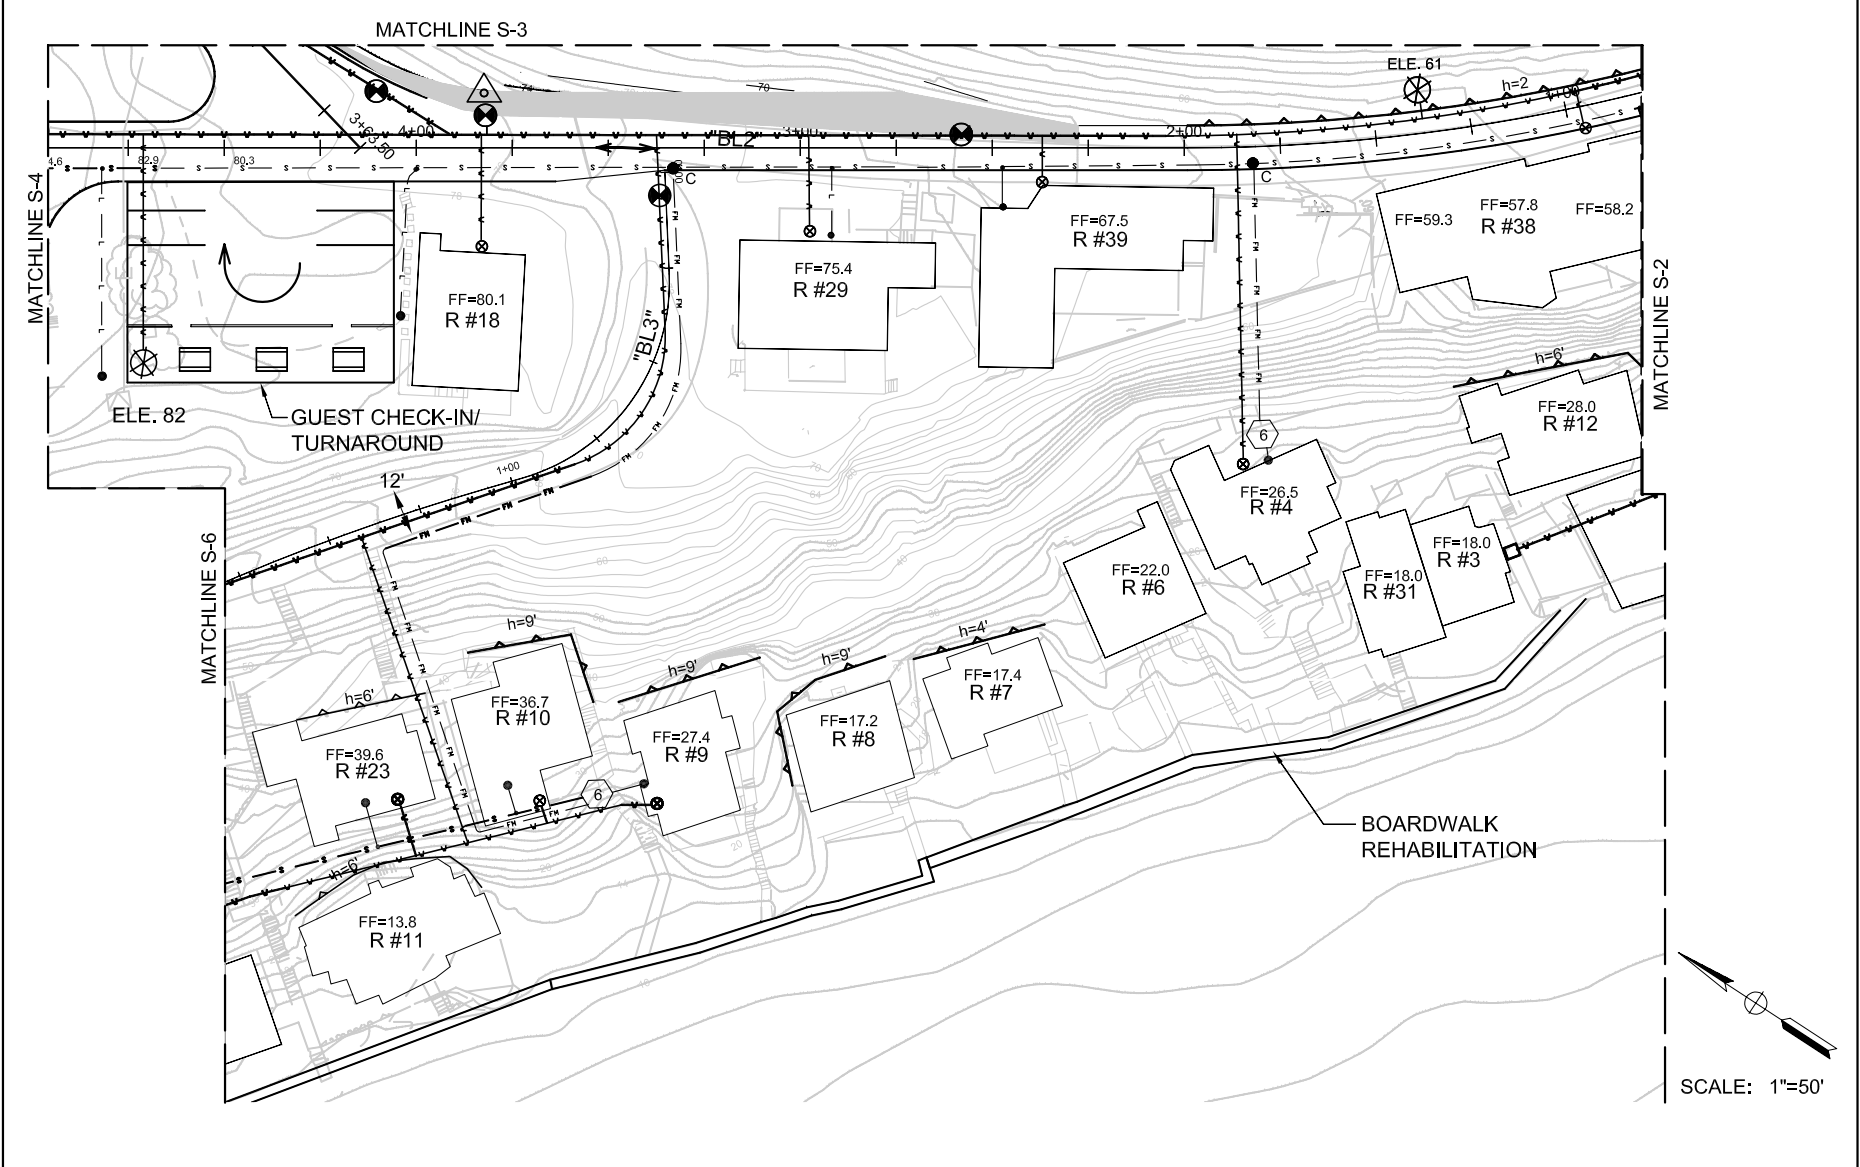 MATCHLINE S-3
ELE. 61
h=2
74
70
3+63.50
4+00
"BL2"
3+00
2+00
1+00
4.6
82.9
80.3
C
C
MATCHLINE S-4
FF=80.1
R #18
FF=75.4
R #29
FF=67.5
R #39
FF=59.3
FF=57.8
R #38
FF=58.2
"BL3"
MATCHLINE S-2
h=6'
ELE. 82
GUEST CHECK-IN/
TURNAROUND
12'
1+00
6
FF=28.0
R #12
FF=26.5
R #4
FF=18.0
R #3
FF=18.0
R #31
FF=22.0
R #6
MATCHLINE S-6
h=9'
h=9'
h=9'
h=4'
h=6'
FF=36.7
R #10
FF=17.4
R #7
FF=17.2
R #8
FF=27.4
R #9
FF=39.6
R #23
6
h=6'
FF=13.8
R #11
BOARDWALK
REHABILITATION
SCALE: 1"=50'